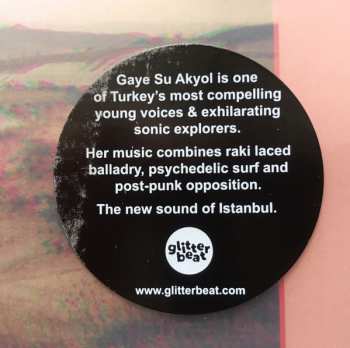 Gaye Su Akyol is one
of Turkey's most compelling
young voices & exhilarating
sonic explorers.
Her music combines raki laced
balladry, psychedelic surf and
post-punk opposition.
The new sound of Istanbul.
glitter
beat
www.glitterbeat.com